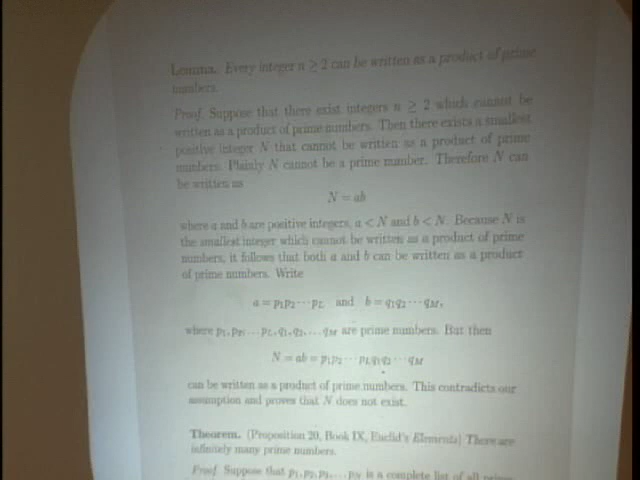 Lemma. Every integer n ≥ 2 can be written as a product of prime
numbers.
Proof. Suppose that there exist integers n ≥ 2 which cannot be
written as a product of prime numbers. Then there exists a smallest
positive integer N that cannot be written as a product of prime
numbers. Plainly N cannot be a prime number. Therefore N can
be written as
N = ab
where a and b are positive integers, a < N and b < N. Because N is
the smallest integer which cannot be written as a product of prime
numbers, it follows that both a and b can be written as a product
of prime numbers. Write
a = p₁p₂ ··· p_L and b = q₁q₂ ··· q_M,
where p₁, p₂, ... p_L, q₁, q₂, ... q_M are prime numbers. But then
N = ab = p₁p₂ ··· p_L q₁q₂ ··· q_M
can be written as a product of prime numbers. This contradicts our
assumption and proves that N does not exist.
Theorem. (Proposition 20, Book IX, Euclid's Elements) There are
infinitely many prime numbers.
Proof. Suppose that p₁, p₂, p₃, ... p_N is a complete list of all prime